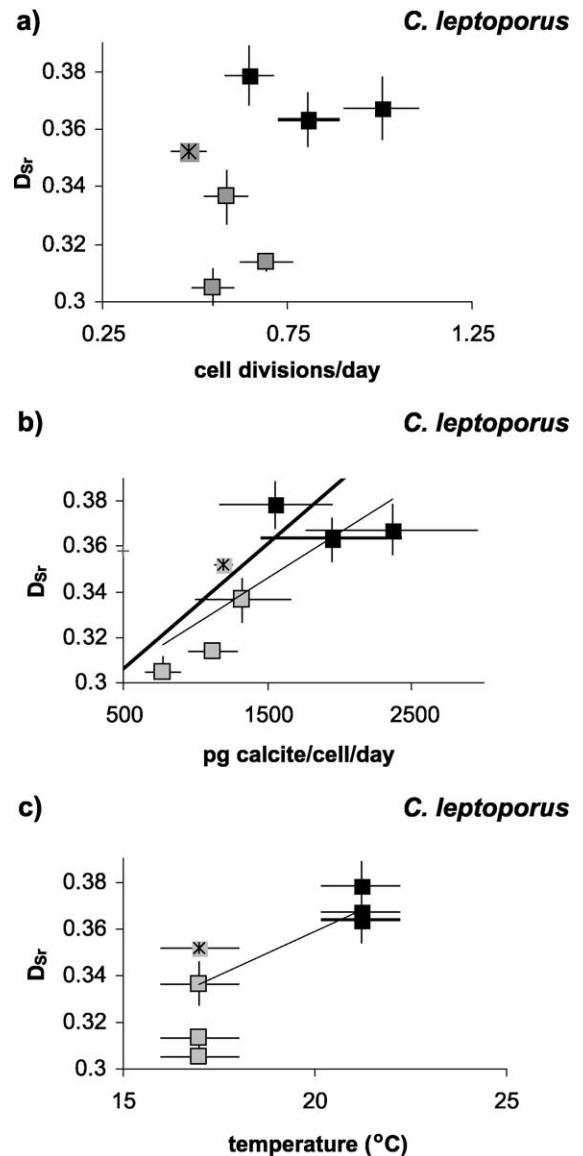 a) C. leptoporus
0.38
0.36
0.34
0.32
0.3
D_Sr
0.25 0.75 1.25
cell divisions/day
b) C. leptoporus
0.38
0.36
0.34
0.32
0.3
D_Sr
500 1500 2500
pg calcite/cell/day
c) C. leptoporus
0.38
0.36
0.34
0.32
0.3
D_Sr
15 20 25
temperature (°C)